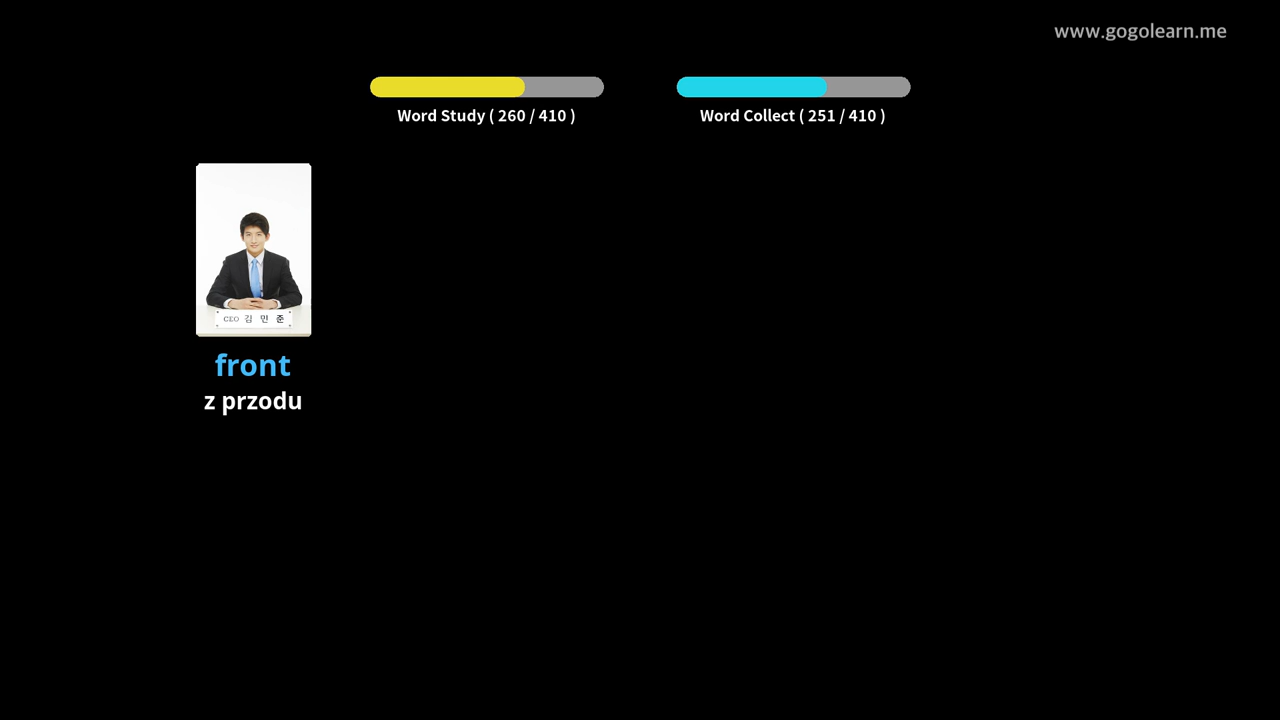 www.gogolearn.me
Word Study ( 260 / 410 )
Word Collect ( 251 / 410 )
CEO 김 민 준
front
z przodu